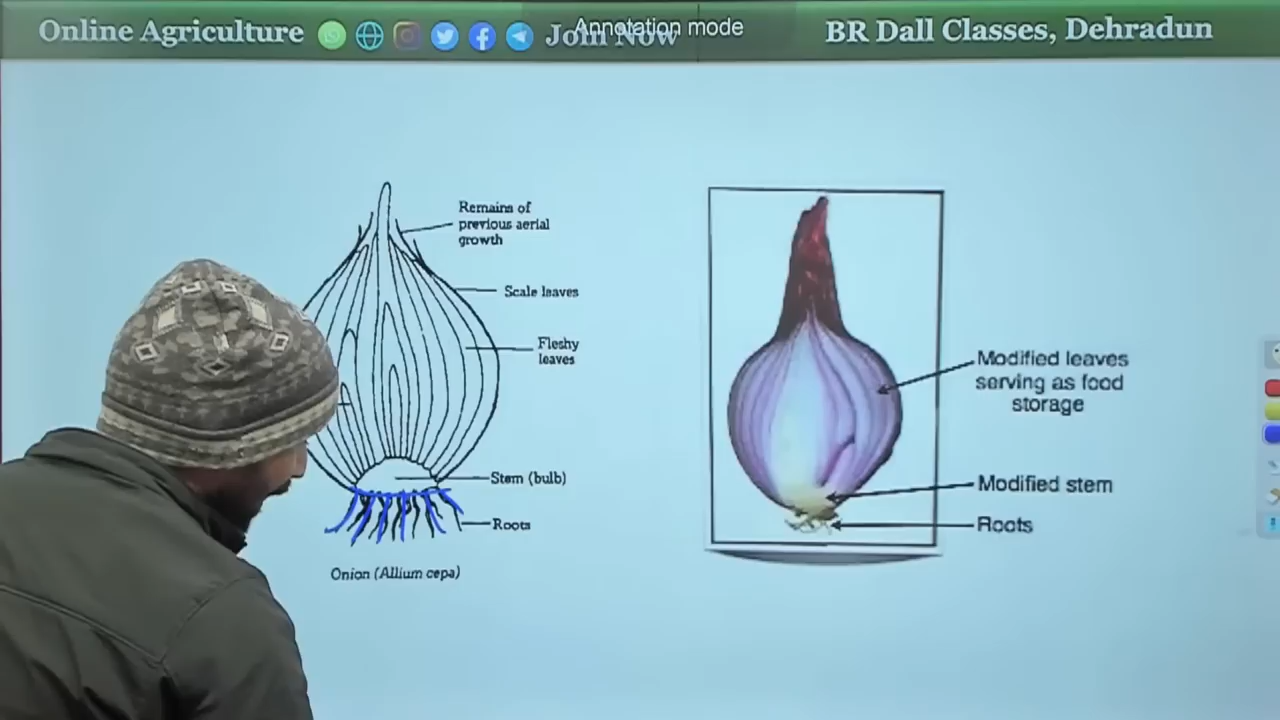 Online Agriculture
Join Now
Annotation mode
BR Dall Classes, Dehradun
Remains of
previous aerial
growth
Scale leaves
Fleshy
leaves
Stem (bulb)
Roots
Onion (Allium cepa)
Modified leaves
serving as food
storage
Modified stem
Roots